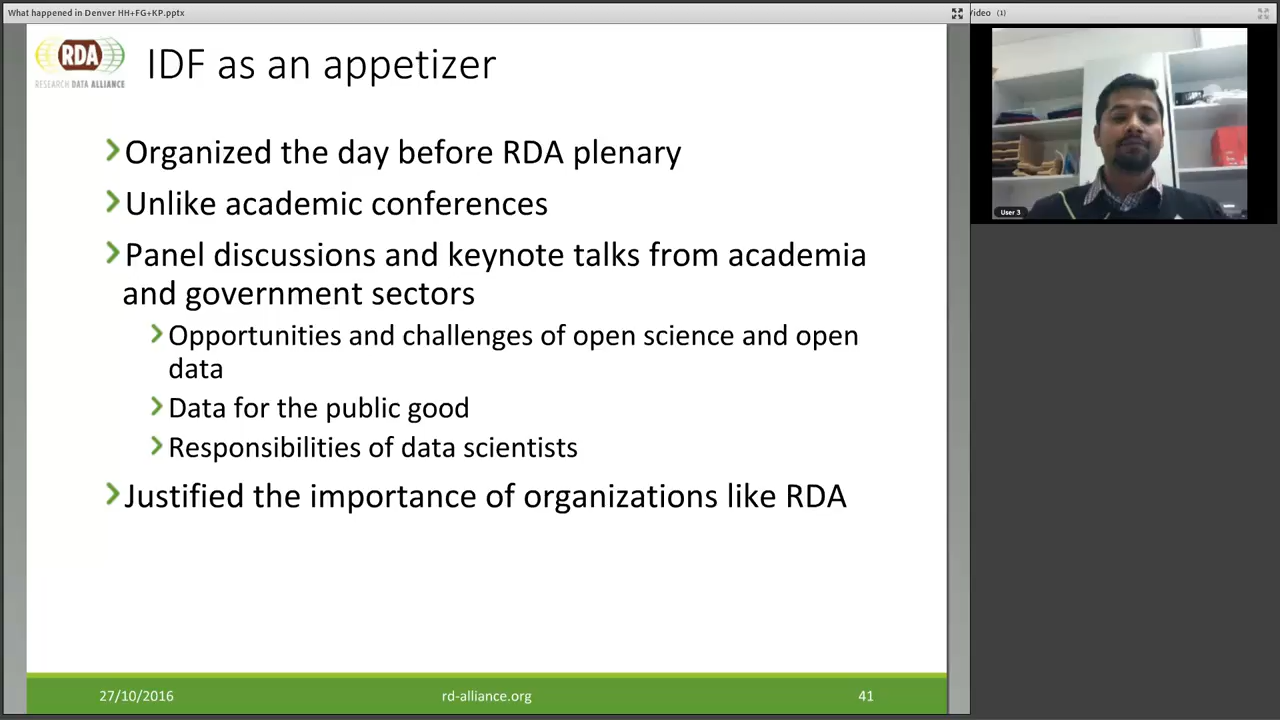 What happened in Denver HH+FG+KP.pptx
Video (1)
RDA
RESEARCH DATA ALLIANCE
IDF as an appetizer
Organized the day before RDA plenary
Unlike academic conferences
Panel discussions and keynote talks from academia
and government sectors
Opportunities and challenges of open science and open
data
Data for the public good
Responsibilities of data scientists
Justified the importance of organizations like RDA
27/10/2016
rd-alliance.org
41
User 3